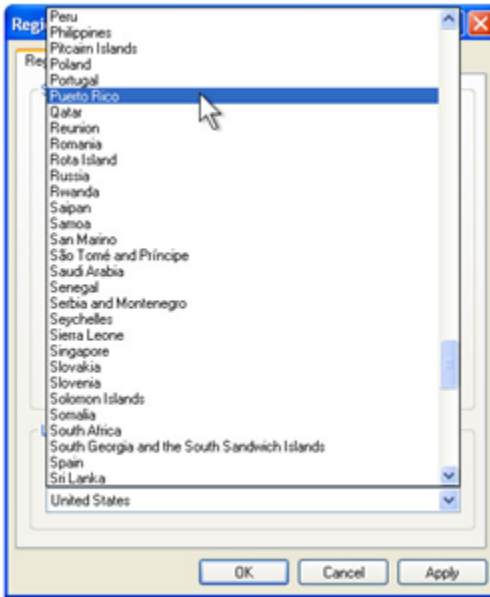 Regi
Peru
Philippines
Pitcairn Islands
Poland
Portugal
Puerto Rico
Qatar
Reunion
Romania
Rota Island
Russia
Rwanda
Saipan
Samoa
San Marino
São Tomé and Príncipe
Saudi Arabia
Senegal
Serbia and Montenegro
Seychelles
Sierra Leone
Singapore
Slovakia
Slovenia
Solomon Islands
Somalia
South Africa
South Georgia and the South Sandwich Islands
Spain
Sri Lanka
United States
OK Cancel Apply